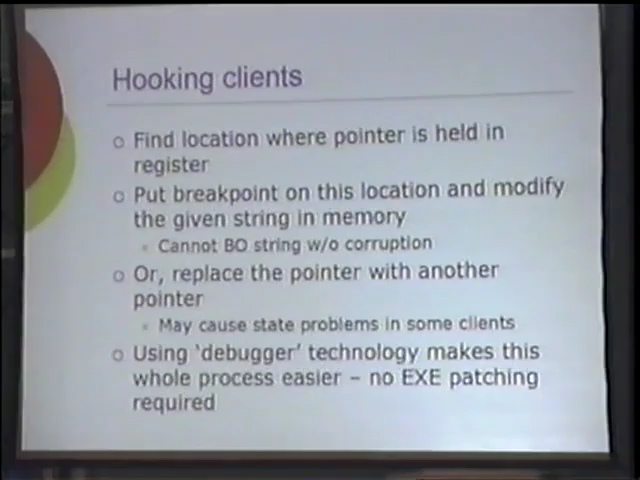 Hooking clients
Find location where pointer is held in
register
Put breakpoint on this location and modify
the given string in memory
Cannot BO string w/o corruption
Or, replace the pointer with another
pointer
May cause state problems in some clients
Using ‘debugger’ technology makes this
whole process easier – no EXE patching
required